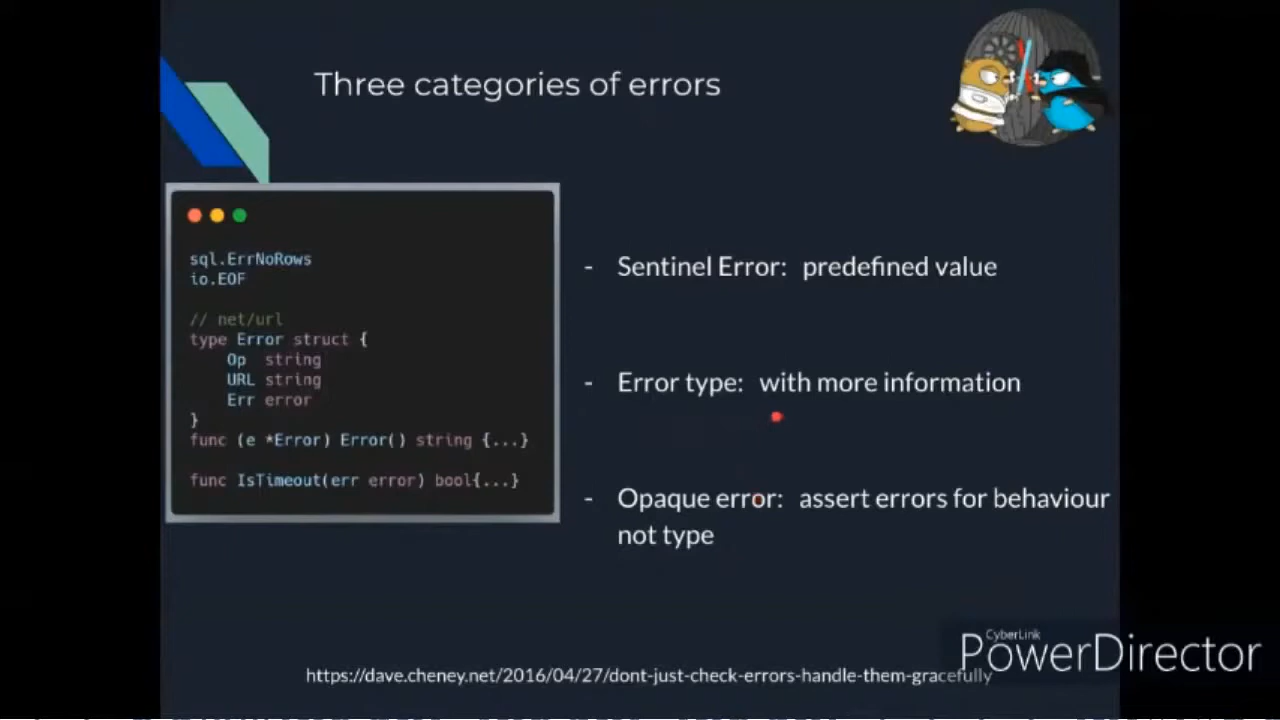 Three categories of errors
sql.ErrNoRows
io.EOF
// net/url
type Error struct {
Op string
URL string
Err error
}
func (e *Error) Error() string {...}
func IsTimeout(err error) bool{...}
- Sentinel Error: predefined value
- Error type: with more information
- Opaque error: assert errors for behaviour
not type
https://dave.cheney.net/2016/04/27/dont-just-check-errors-handle-them-gracefully
CyberLink
PowerDirector